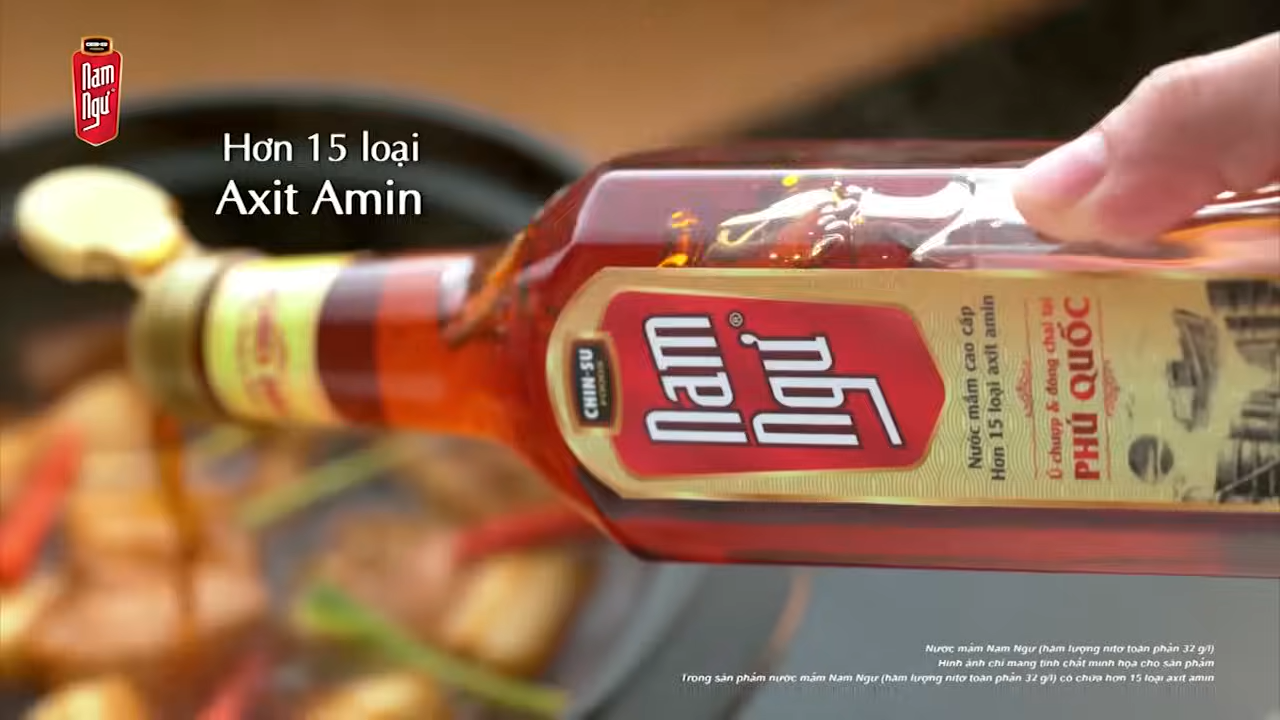 CHIN-SU
Nam
Ngư
Hơn 15 loại
Axit Amin
CHIN-SU
FOODS
Nam
Ngư®
Nước mắm cao cấp
Hơn 15 loại axit amin
Ủ chượp & đóng chai tại
PHÚ QUỐC
Nước mắm Nam Ngư (hàm lượng nitơ toàn phần 32 g/l)
Hình ảnh chỉ mang tính chất minh họa cho sản phẩm
Trong sản phẩm nước mắm Nam Ngư (hàm lượng nitơ toàn phần 32 g/l) có chứa hơn 15 loại axit amin